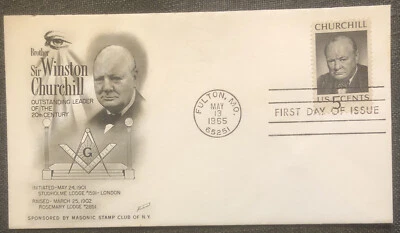 Brother
Sir Winston
Churchill
OUTSTANDING LEADER
OF THE
20th CENTURY
G
INITIATED - MAY 24, 1901
STUDHOLME LODGE #1591 - LONDON
RAISED - MARCH 25, 1902
ROSEMARY LODGE #2851
SPONSORED BY MASONIC STAMP CLUB OF N.Y.
FULTON, MO.
MAY
13
1965
65251
CHURCHILL
U.S. 5 CENTS
FIRST DAY OF ISSUE